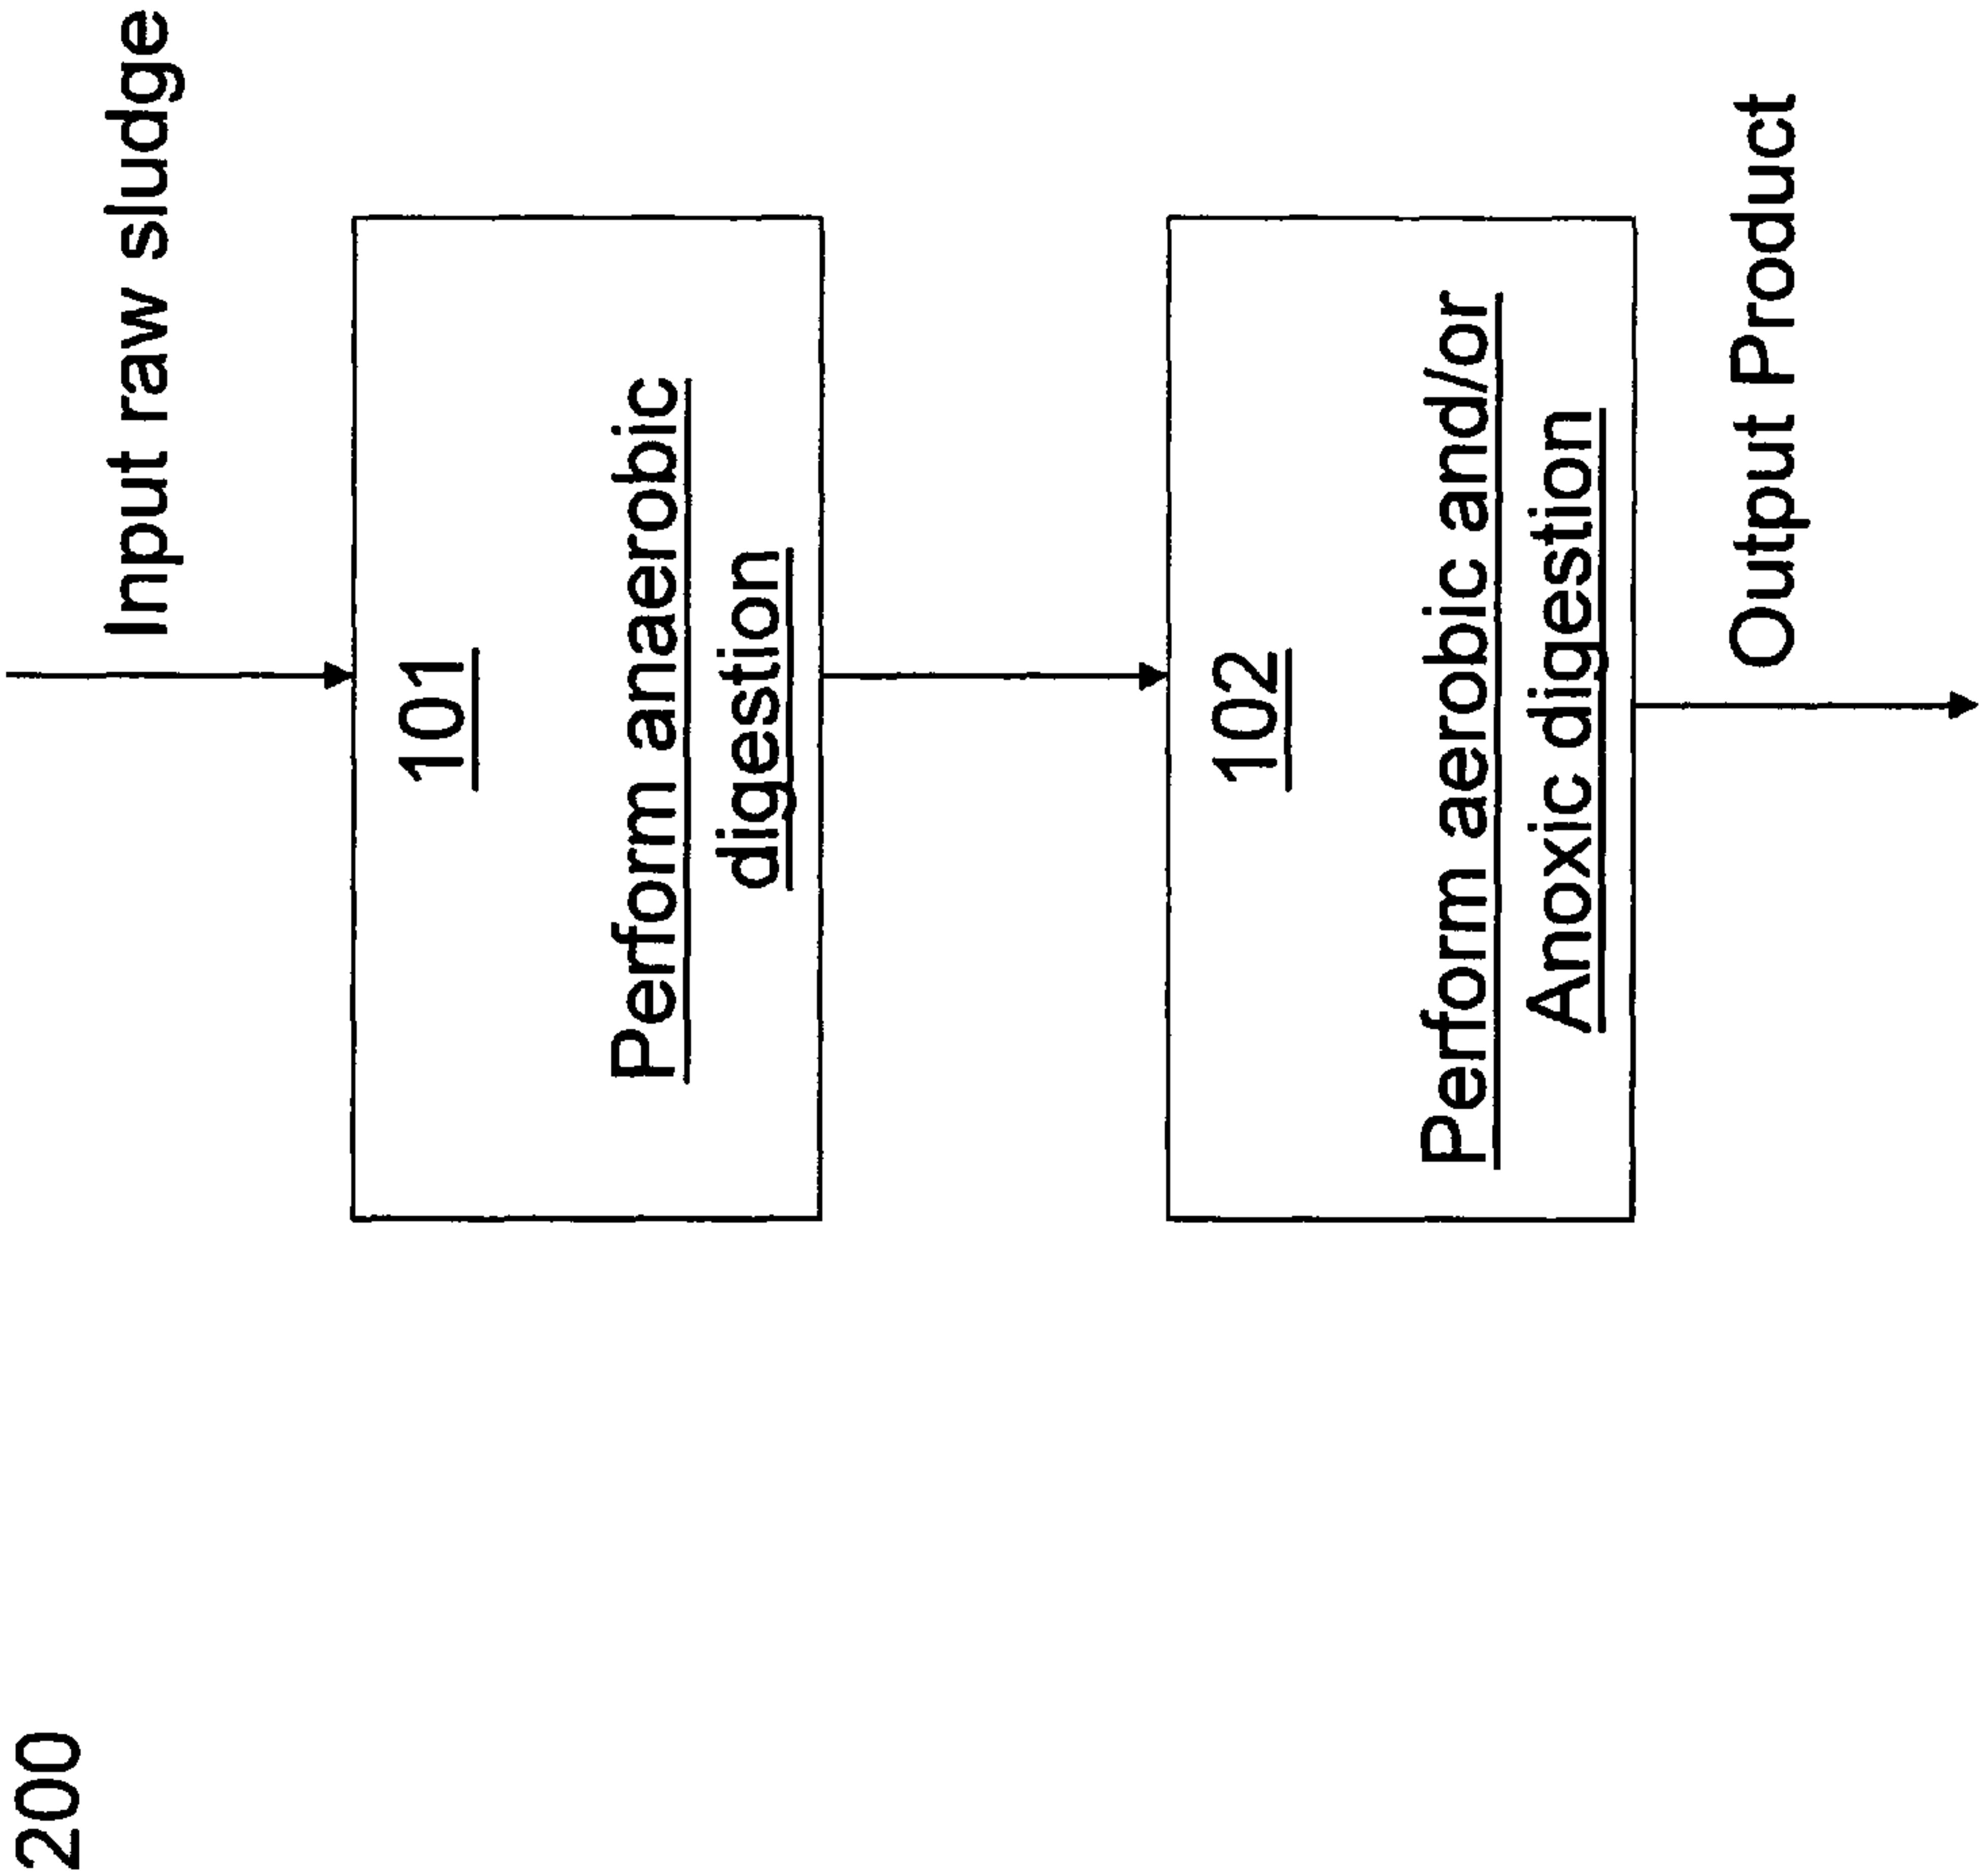 200
Input raw sludge
101
Perform anaerobic
digestion
102
Perform aerobic and/or
Anoxic digestion
Output Product